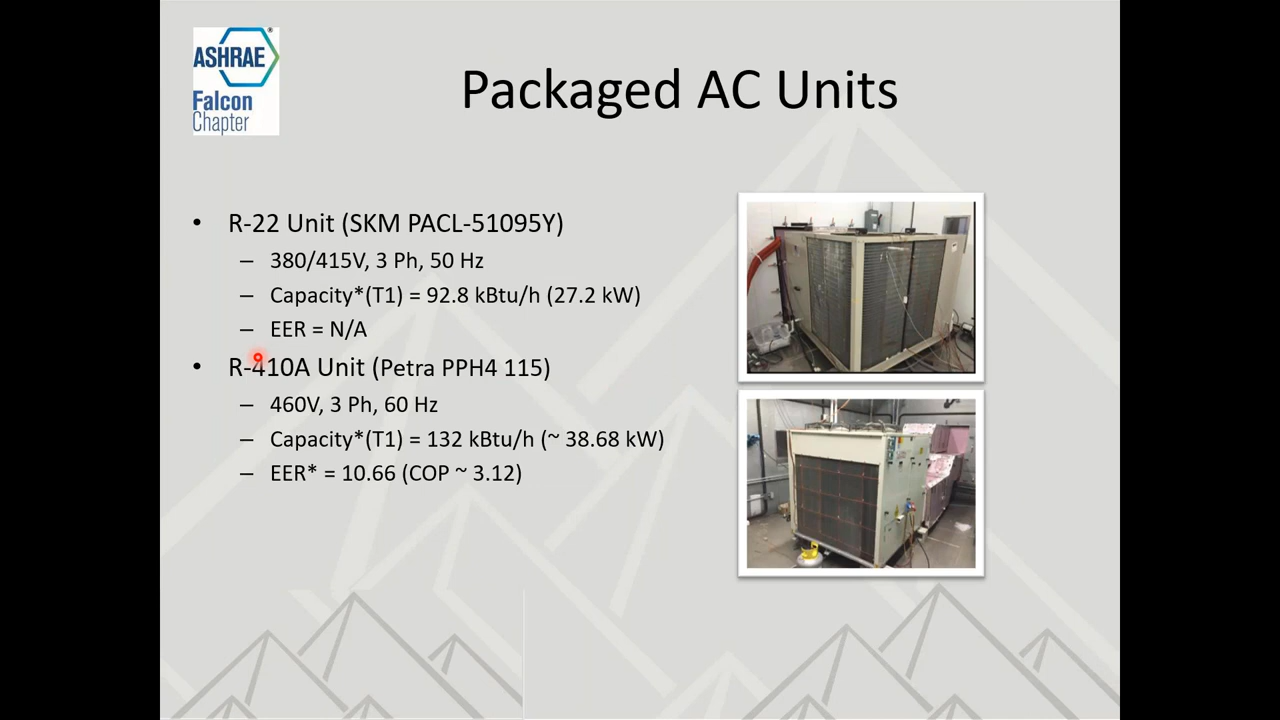 ASHRAE
Falcon
Chapter
Packaged AC Units
• R-22 Unit (SKM PACL-51095Y)
– 380/415V, 3 Ph, 50 Hz
– Capacity*(T1) = 92.8 kBtu/h (27.2 kW)
– EER = N/A
• R-410A Unit (Petra PPH4 115)
– 460V, 3 Ph, 60 Hz
– Capacity*(T1) = 132 kBtu/h (~ 38.68 kW)
– EER* = 10.66 (COP ~ 3.12)